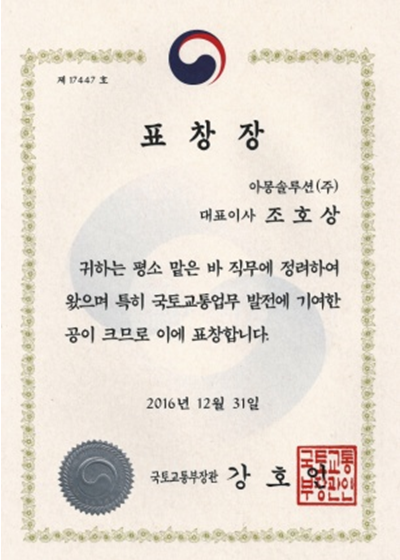 제 17447 호
표 창 장
아몽솔루션(주)
대표이사 조 호 상
귀하는 평소 맡은 바 직무에 정려하여
왔으며 특히 국토교통업무 발전에 기여한
공이 크므로 이에 표창합니다.
2016년 12월 31일
국토교통부장관 강 호 인
국토교통
부장관인